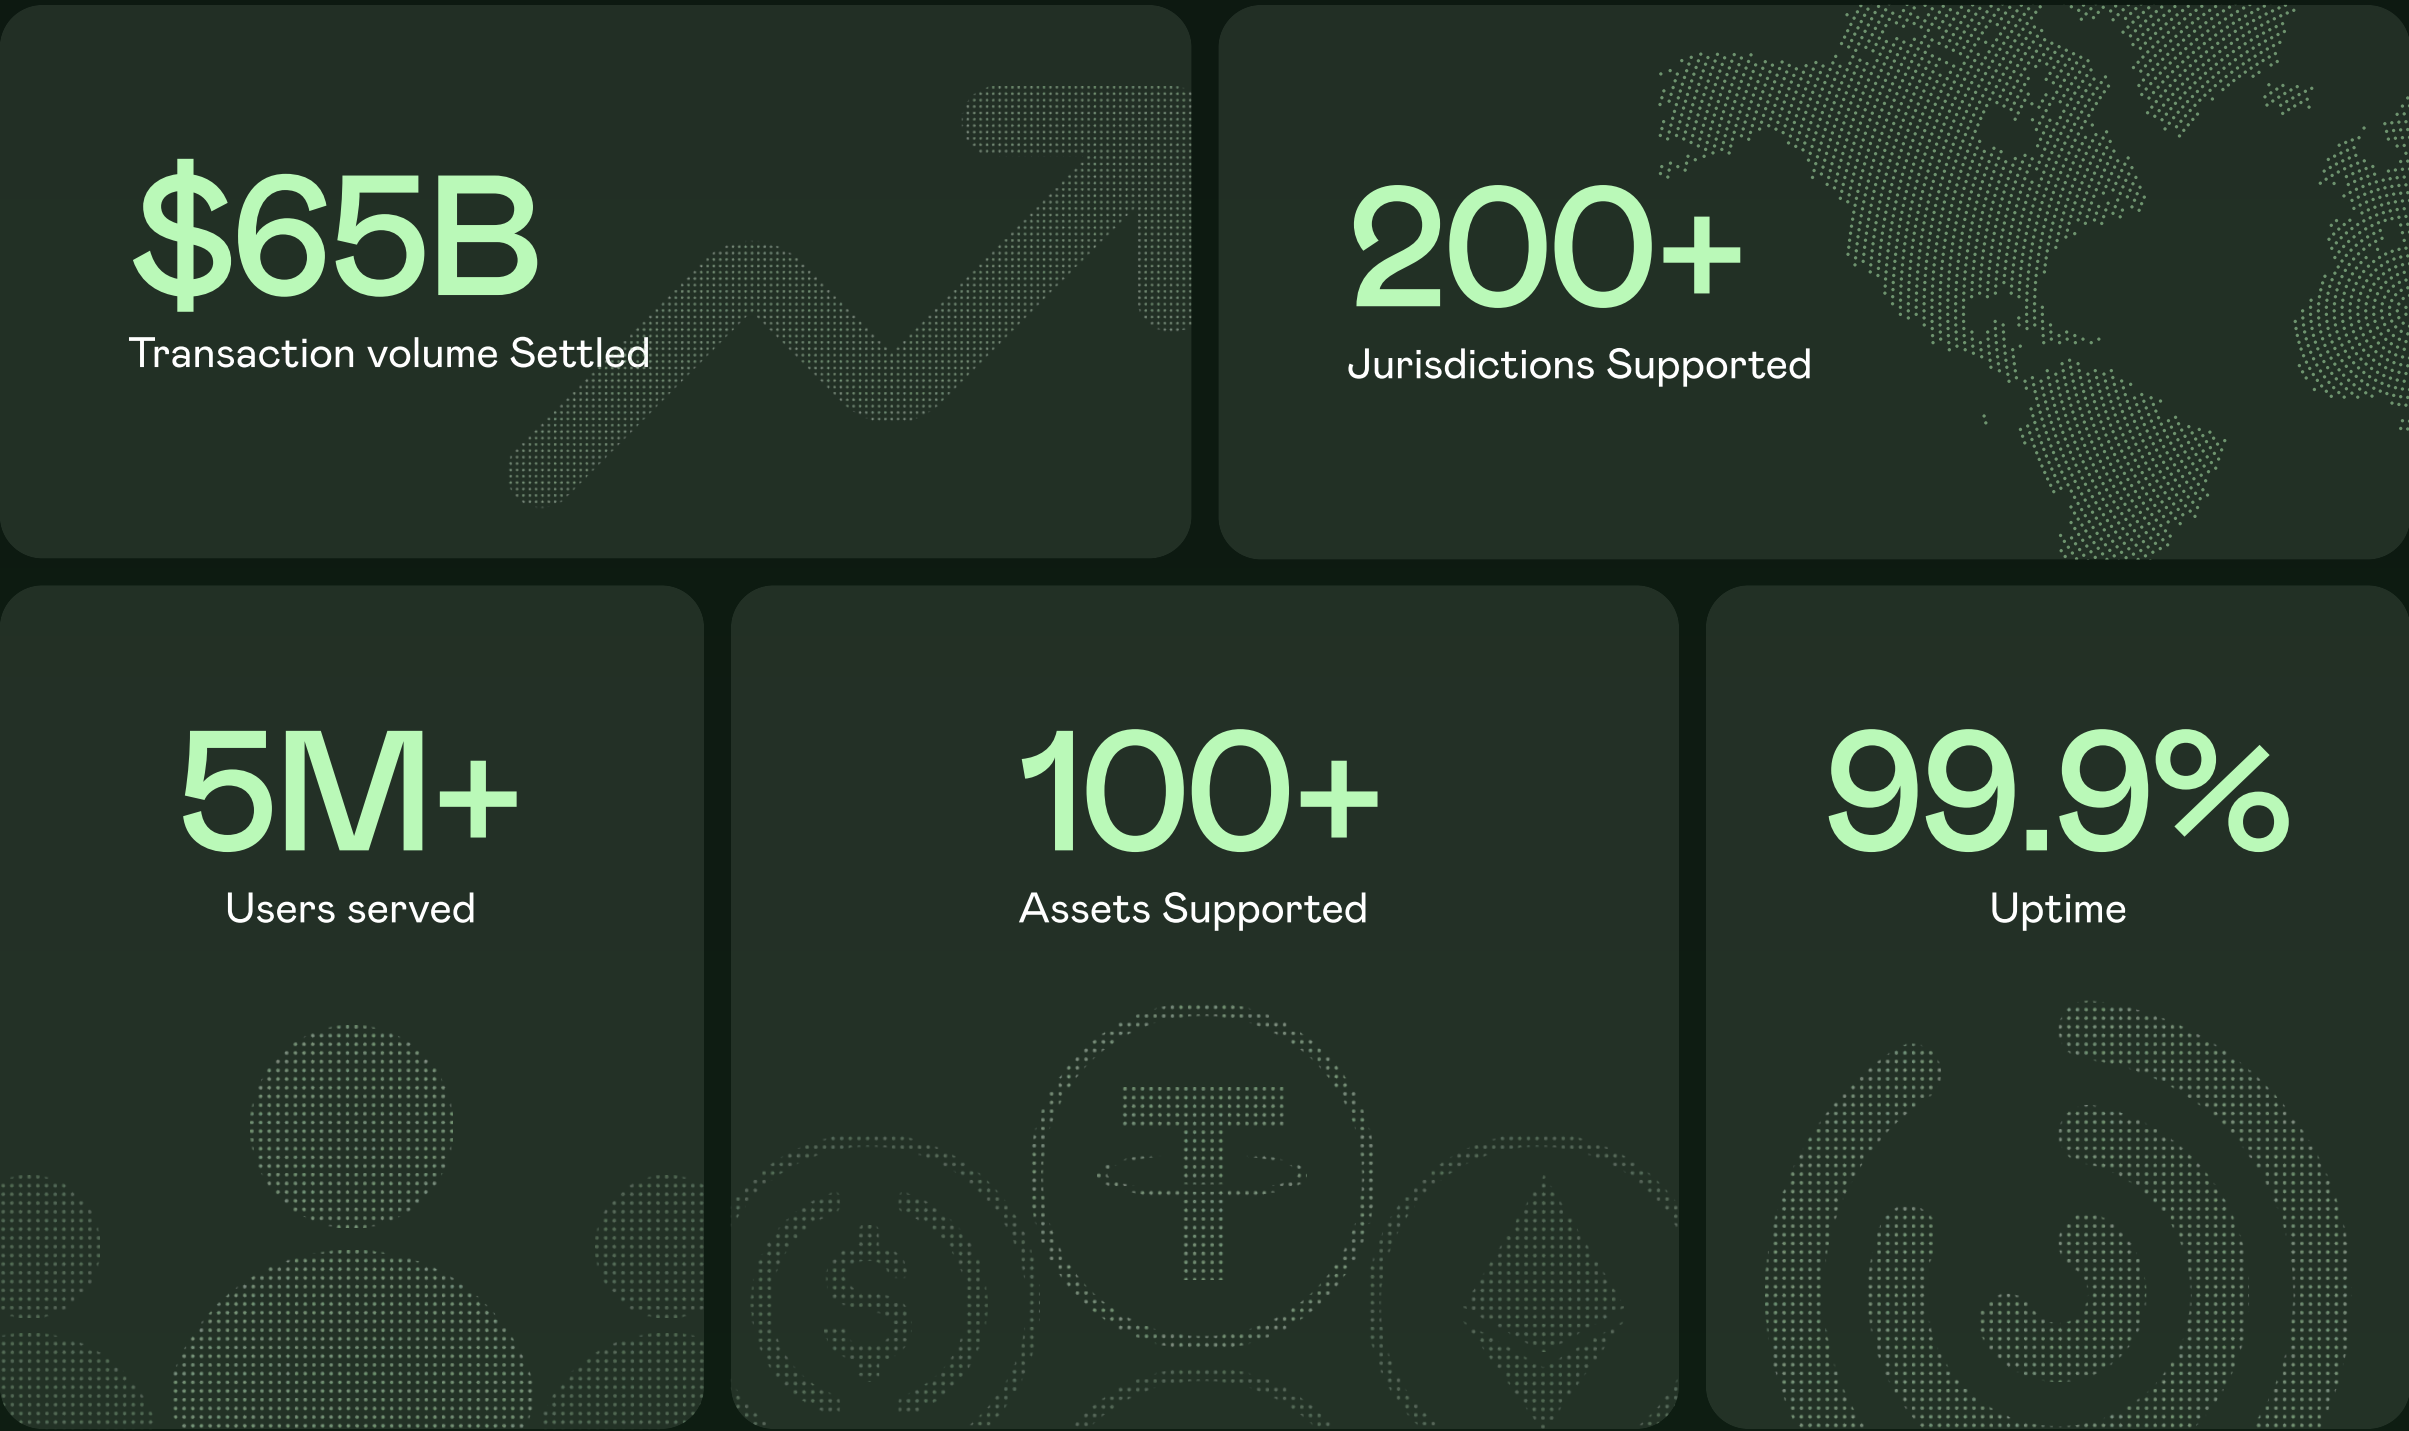 $65B
Transaction volume Settled
200+
Jurisdictions Supported
5M+
Users served
100+
Assets Supported
99.9%
Uptime